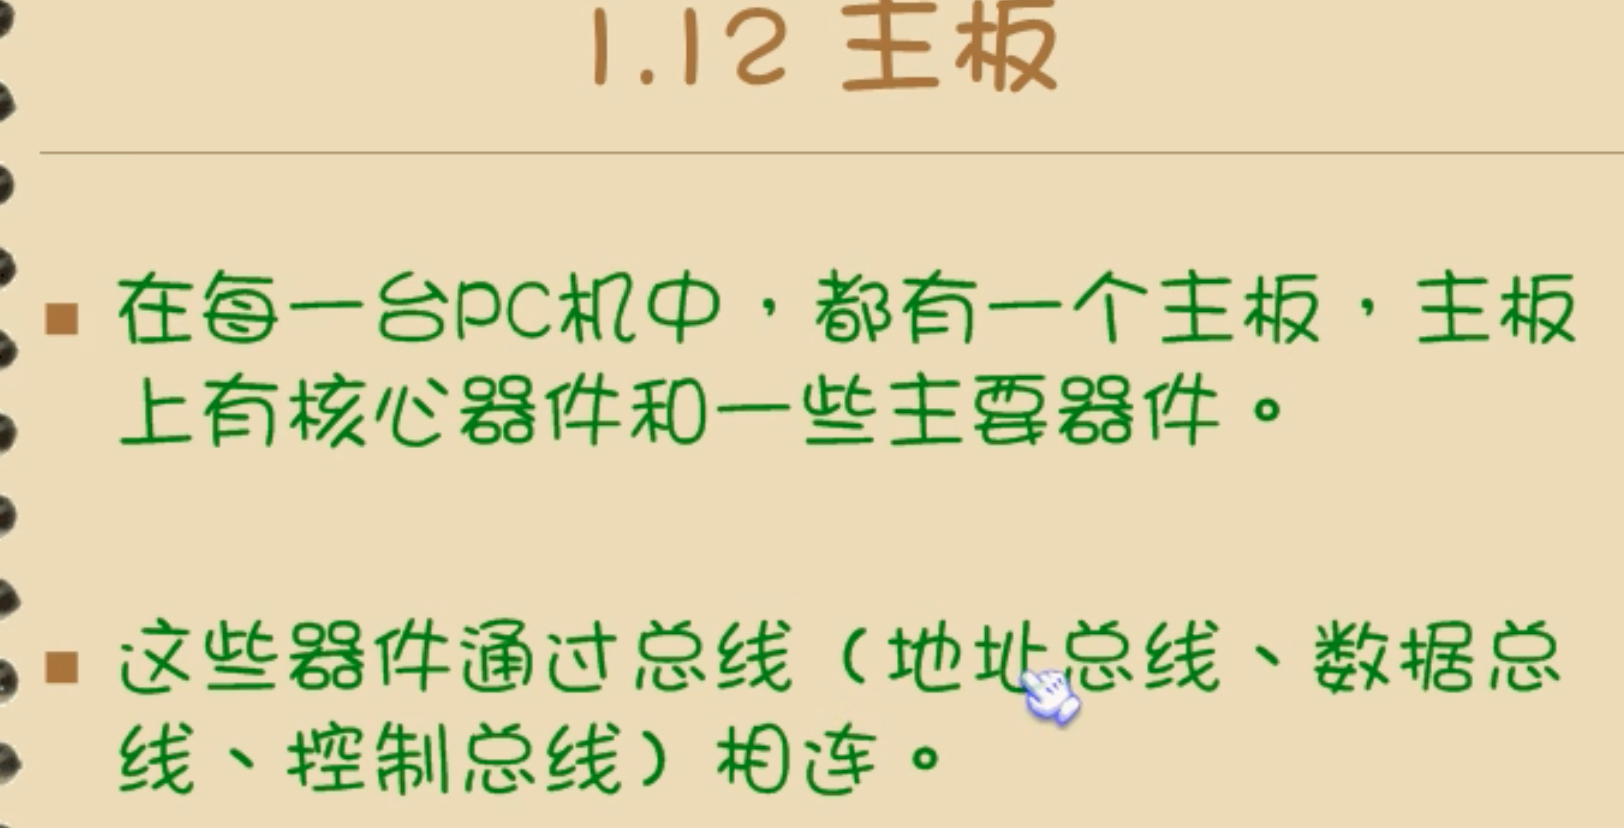 1.12 主板
在每一台PC机中，都有一个主板，主板
上有核心器件和一些主要器件。
这些器件通过总线（地址总线、数据总
线、控制总线）相连。